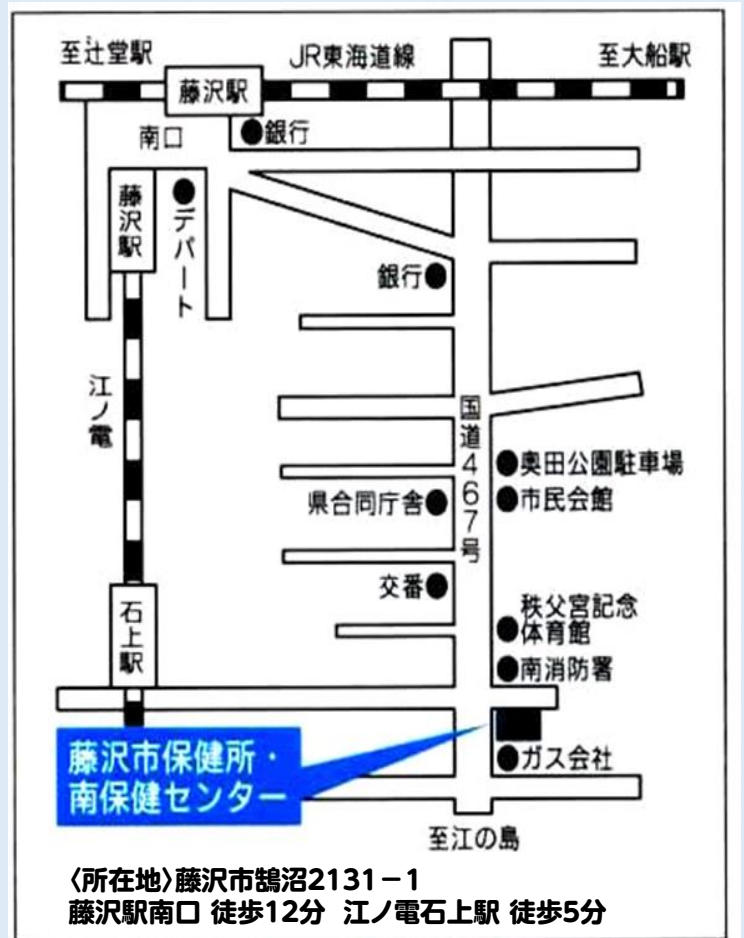 至辻堂駅
JR東海道線
至大船駅
藤沢駅
南口
銀行
藤沢駅
デパート
銀行
江ノ電
国道467号
奥田公園駐車場
県合同庁舎
市民会館
交番
秩父宮記念
体育館
石上駅
南消防署
藤沢市保健所・
南保健センター
ガス会社
至江の島
〈所在地〉藤沢市鵠沼2131－1
藤沢駅南口 徒歩12分 江ノ電石上駅 徒歩5分